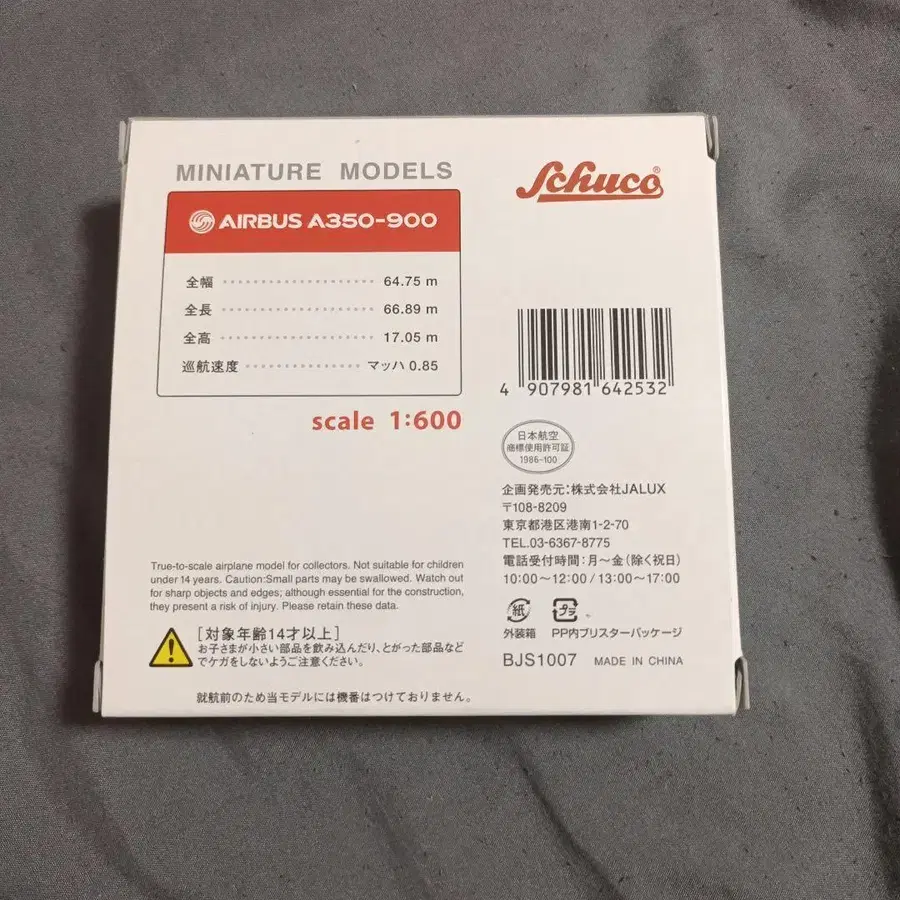 MINIATURE MODELS
Schuco®
AIRBUS A350-900
全幅 64.75 m
全長 66.89 m
全高 17.05 m
巡航速度 マッハ 0.85
scale 1:600
4 907981 642532
日本航空
商標使用許可証
1986-100
企画発売元:株式会社JALUX
〒108-8209
東京都港区港南1-2-70
TEL.03-6367-8775
電話受付時間:月〜金(除く祝日)
10:00〜12:00 / 13:00〜17:00
紙 プラ
外装箱 PP内ブリスターパッケージ
BJS1007 MADE IN CHINA
True-to-scale airplane model for collectors. Not suitable for children
under 14 years. Caution:Small parts may be swallowed. Watch out
for sharp objects and edges; although essential for the construction,
they present a risk of injury. Please retain these data.
[対象年齢14才以上]
お子さまが小さい部品を飲み込んだり、とがった部品など
でケガをしないようご注意ください。
就航前のため当モデルには機番はつけておりません。